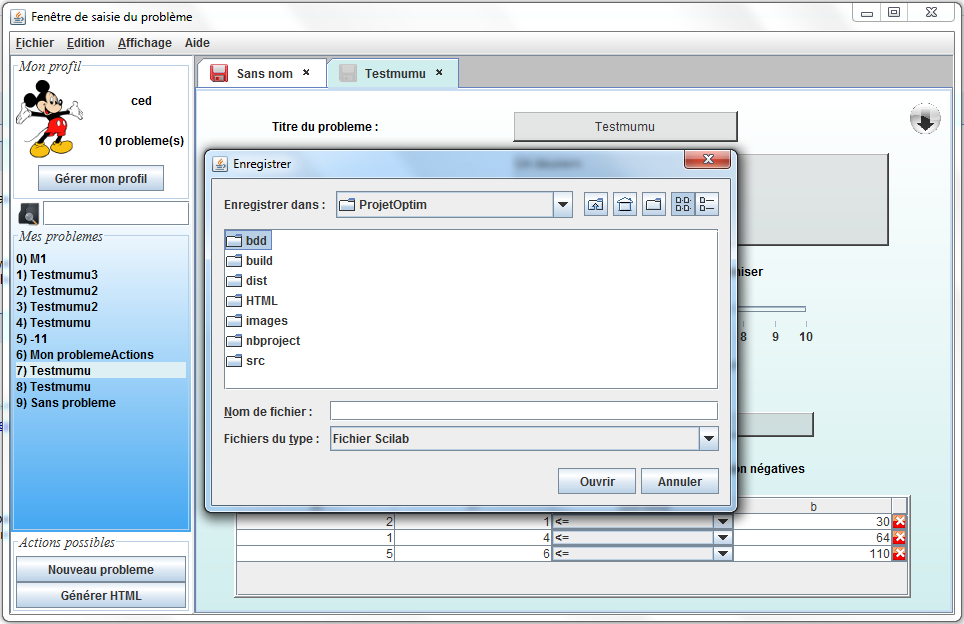 Fenêtre de saisie du problème
Fichier Edition Affichage Aide
Mon profil
ced
10 probleme(s)
Gérer mon profil
Mes problemes
0) M1
1) Testmumu3
2) Testmumu2
3) Testmumu2
4) Testmumu
5) -11
6) Mon problemeActions
7) Testmumu
8) Testmumu
9) Sans probleme
Actions possibles
Nouveau probleme
Générer HTML
Sans nom
Testmumu
Titre du probleme :
Testmumu
Enregistrer
Enregistrer dans :
ProjetOptim
bdd
build
dist
HTML
images
nbproject
src
Nom de fichier :
Fichiers du type :
Fichier Scilab
Ouvrir
Annuler
iser
8 9 10
on négatives
b
2 1 <= 30
1 4 <= 64
5 6 <= 110